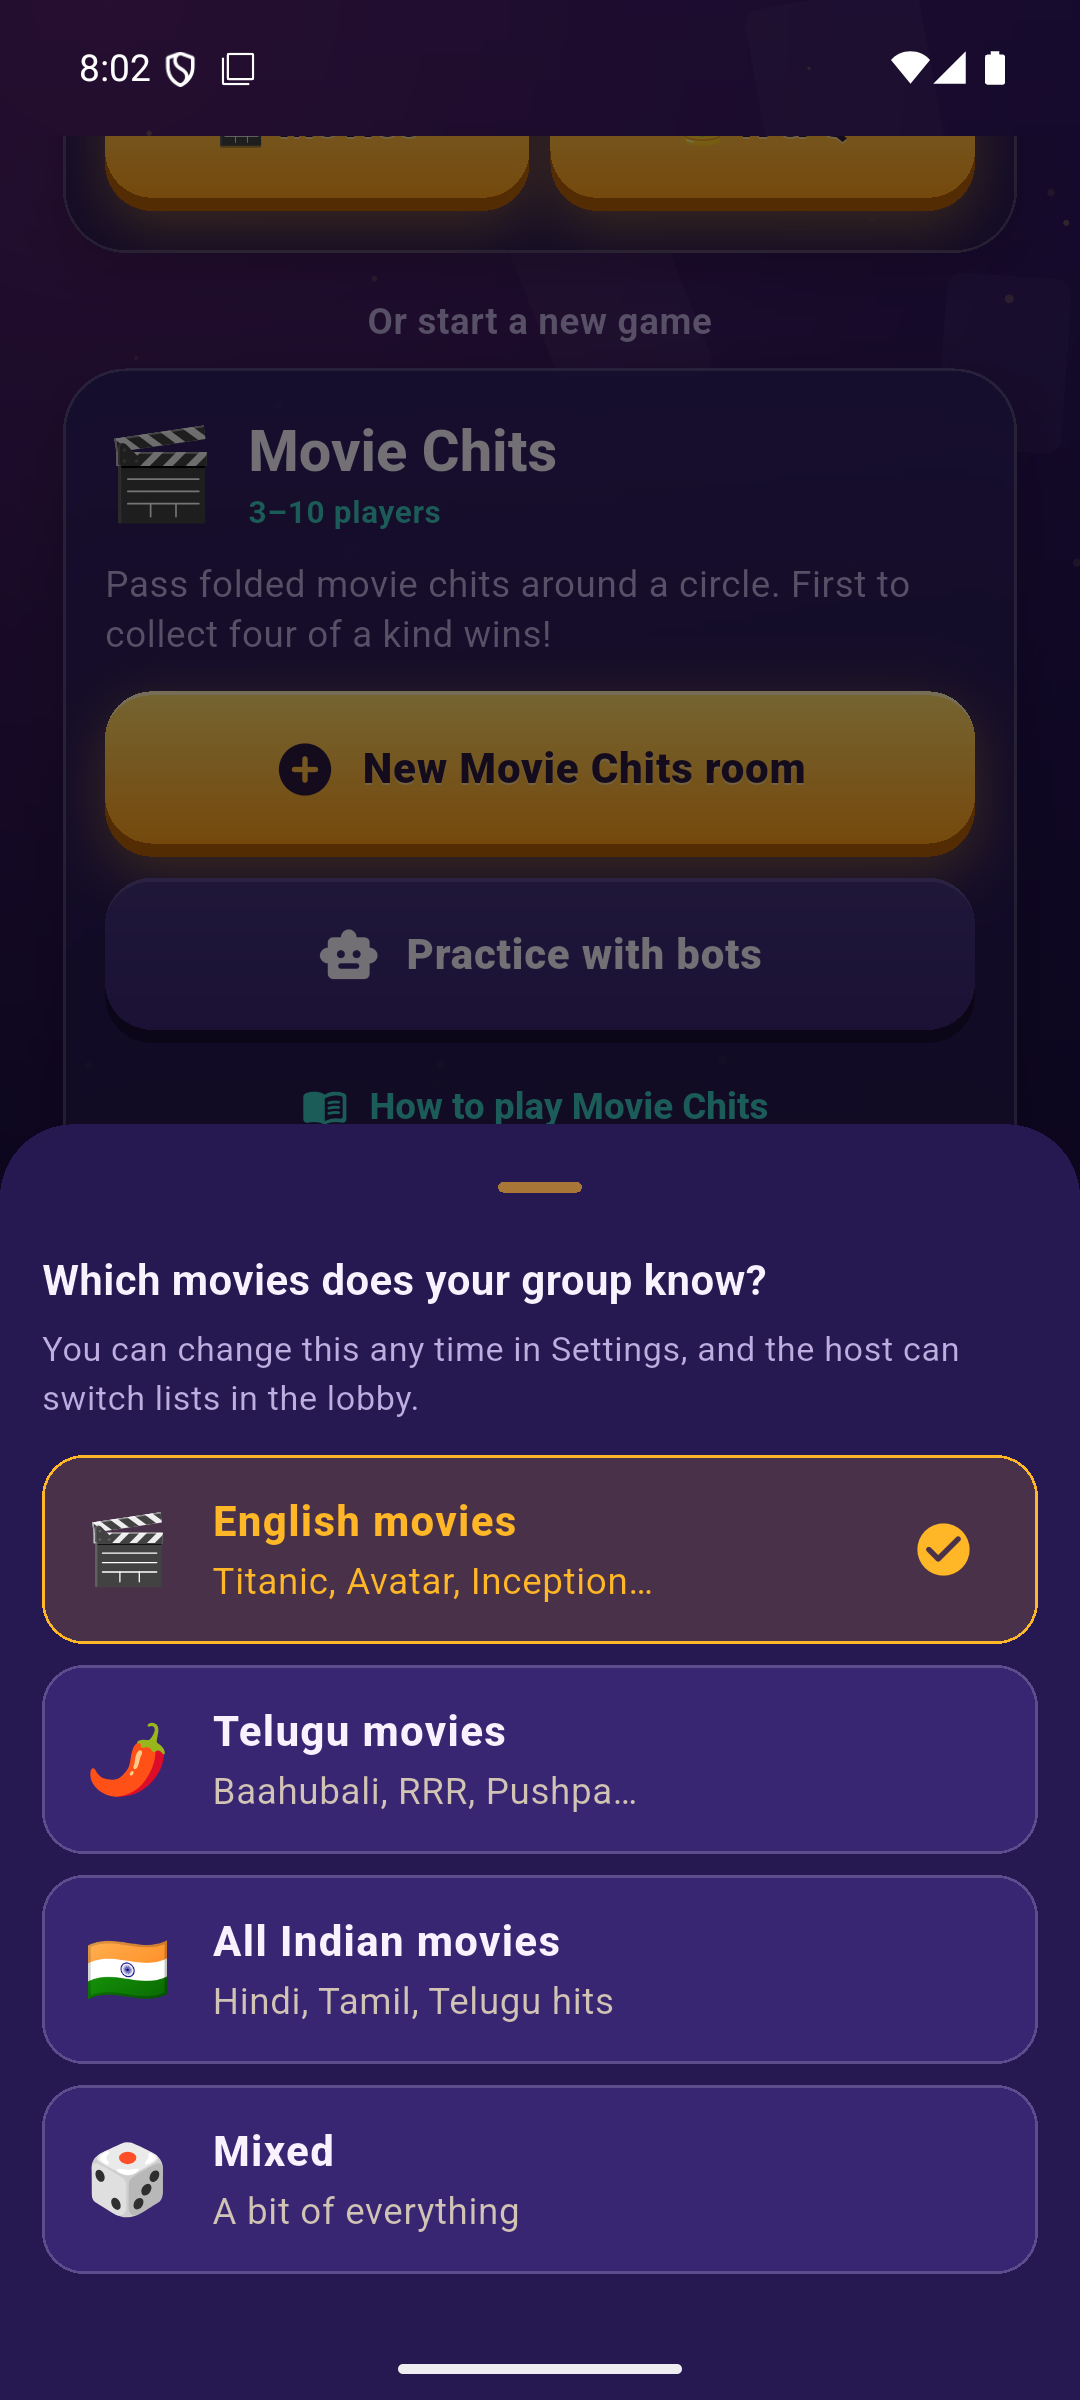 8:02
Or start a new game
Movie Chits
3–10 players
Pass folded movie chits around a circle. First to
collect four of a kind wins!
New Movie Chits room
Practice with bots
How to play Movie Chits
Which movies does your group know?
You can change this any time in Settings, and the host can
switch lists in the lobby.
English movies
Titanic, Avatar, Inception…
Telugu movies
Baahubali, RRR, Pushpa…
All Indian movies
Hindi, Tamil, Telugu hits
Mixed
A bit of everything